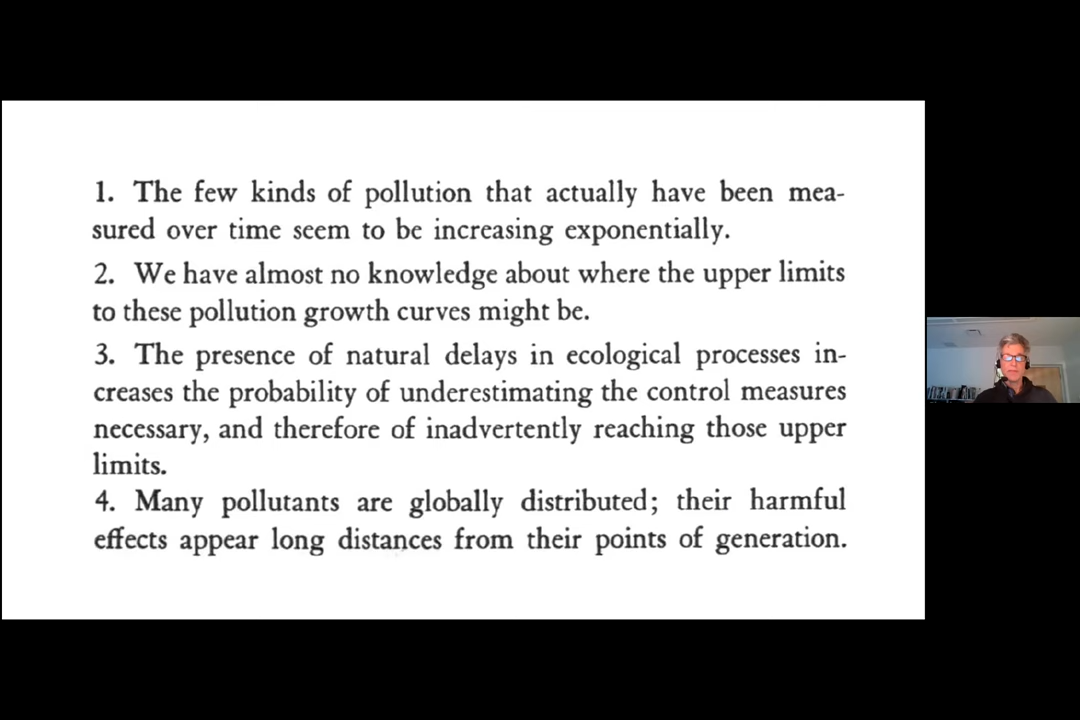 1. The few kinds of pollution that actually have been mea-
sured over time seem to be increasing exponentially.
2. We have almost no knowledge about where the upper limits
to these pollution growth curves might be.
3. The presence of natural delays in ecological processes in-
creases the probability of underestimating the control measures
necessary, and therefore of inadvertently reaching those upper
limits.
4. Many pollutants are globally distributed; their harmful
effects appear long distances from their points of generation.